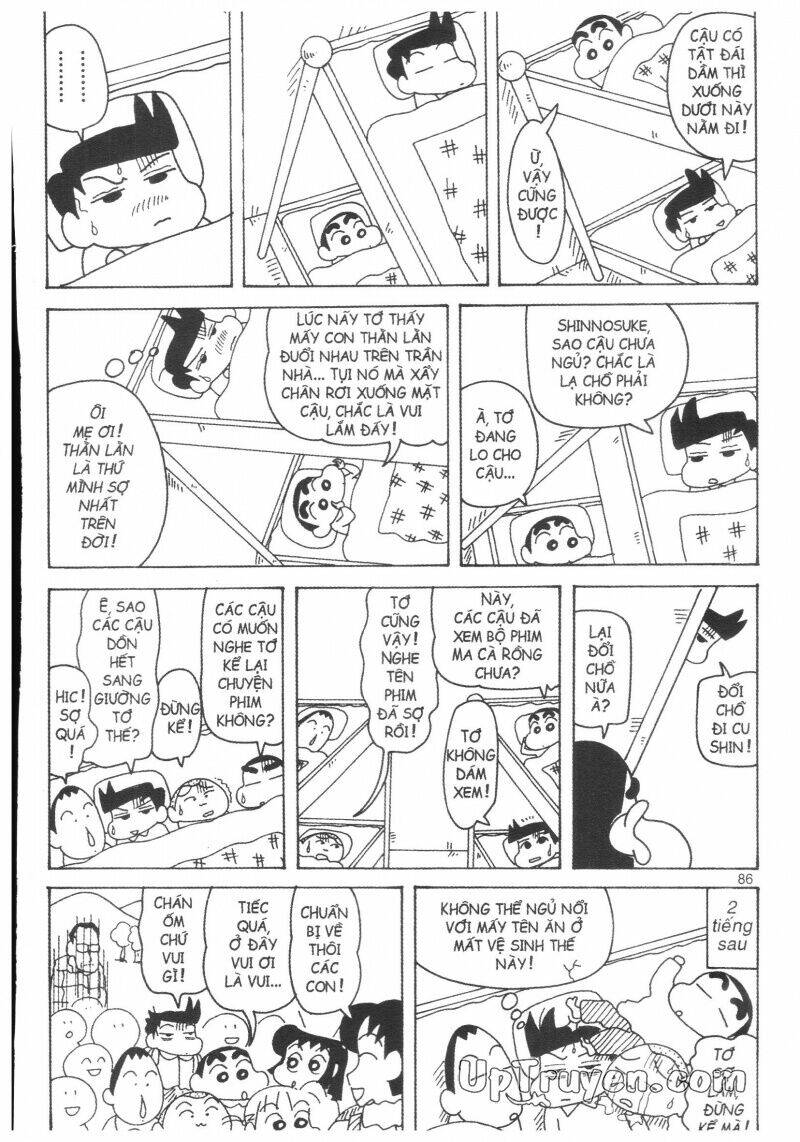 CẬU CÓ
TẬT ĐÁI
DẦM THÌ
XUỐNG
DƯỚI NÀY
NẰM ĐI!
Ừ,
VẬY
CŨNG
ĐƯỢC
!
SHINNOSUKE,
SAO CẬU CHƯA
NGỦ? CHẮC LÀ
LẠ CHỖ PHẢI
KHÔNG?
À, TỚ
ĐANG
LO CHO
CẬU...
LÚC NÃY TỚ THẤY
MẤY CON THẰN LẰN
ĐUỔI NHAU TRÊN TRẦN
NHÀ... TỤI NÓ MÀ XẨY
CHÂN RƠI XUỐNG MẶT
CẬU, CHẮC LÀ VUI
LẮM ĐẤY!
ÔI
MẸ ƠI!
THẰN LẰN
LÀ THỨ
MÌNH SỢ
NHẤT
TRÊN
ĐỜI!
ĐỔI
CHỖ
ĐI CU
SHIN!
LẠI
ĐỔI CHỖ
NỮA
À?
NÀY,
CÁC CẬU ĐÃ
XEM BỘ PHIM
MA CÀ RỒNG
CHƯA?
TỚ
KHÔNG
DÁM
XEM!
TỚ
CŨNG
VẬY!
NGHE
TÊN
PHIM
ĐÃ SỢ
RỒI!
CÁC CẬU
CÓ MUỐN
NGHE TỚ
KỂ LẠI
CHUYỆN
PHIM
KHÔNG?
ĐỪNG
KỂ!
Ê, SAO
CÁC CẬU
DỒN
HẾT
SANG
GIƯỜNG
TỚ
THẾ?
HIC!
SỢ
QUÁ
!
86
2
tiếng
sau
KHÔNG THỂ NGỦ NỔI
VỚI MẤY TÊN ĂN Ở
MẤT VỆ SINH THẾ
NÀY!
TỚ
LẮM,
ĐỪNG
KỂ MÀ!
CHUẨN
BỊ VỀ
THÔI
CÁC
CON!
TIẾC
QUÁ,
Ở ĐÂY
VUI ƠI
LÀ VUI...
CHÁN
ỐM
CHỨ
VUI
GÌ!
UpTruyen.com